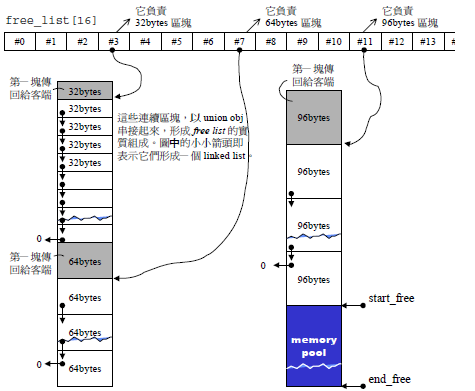 它負責
32bytes 區塊
它負責
64bytes 區塊
它負責
96bytes 區塊
free_list[16]
#0 #1 #2 #3 #4 #5 #6 #7 #8 #9 #10 #11 #12 #13 #
第一塊傳
回給客端
32bytes
32bytes
32bytes
32bytes
32bytes
0
這些連續區塊，以 union obj
串接起來，形成 free list 的實
質組成。圖中的小小箭頭即
表示它們形成一個 linked list。
第一塊傳
回給客端
64bytes
64bytes
64bytes
64bytes
0
第一塊傳
回給客端
96bytes
96bytes
96bytes
0
96bytes
start_free
memory
pool
end_free